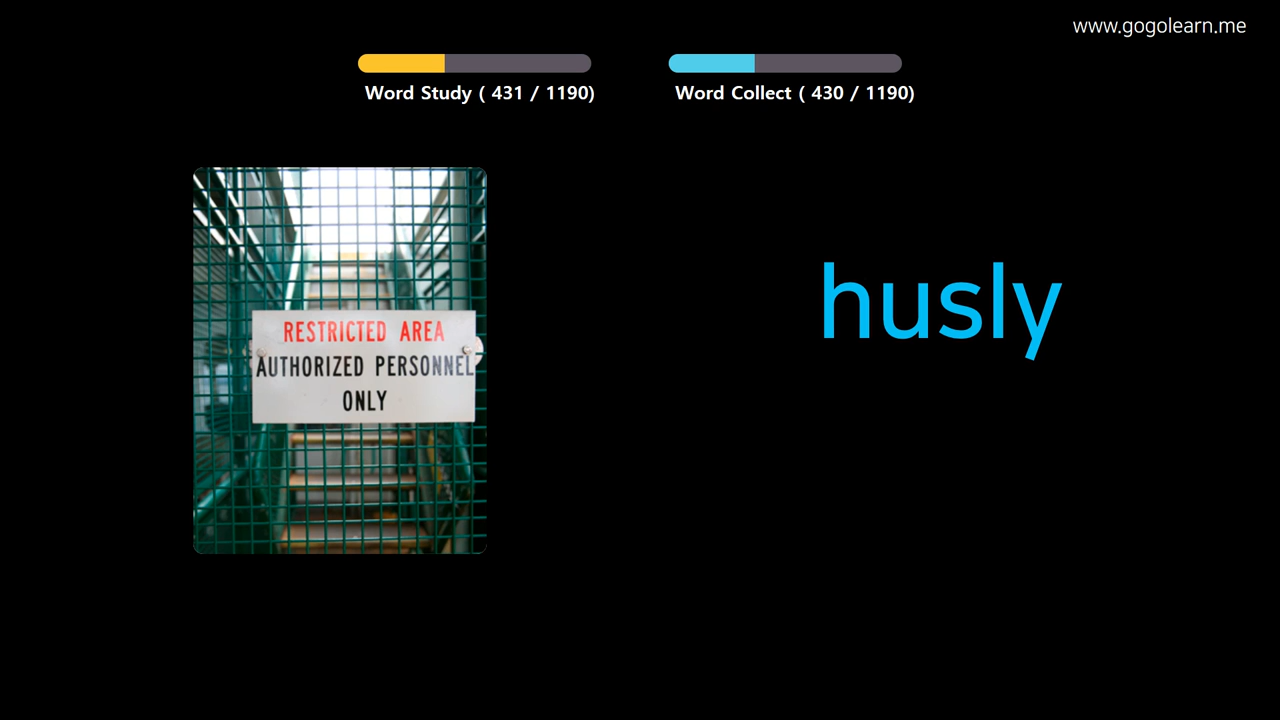 www.gogolearn.me
Word Study ( 431 / 1190)
Word Collect ( 430 / 1190)
RESTRICTED AREA
AUTHORIZED PERSONNEL
ONLY
husly